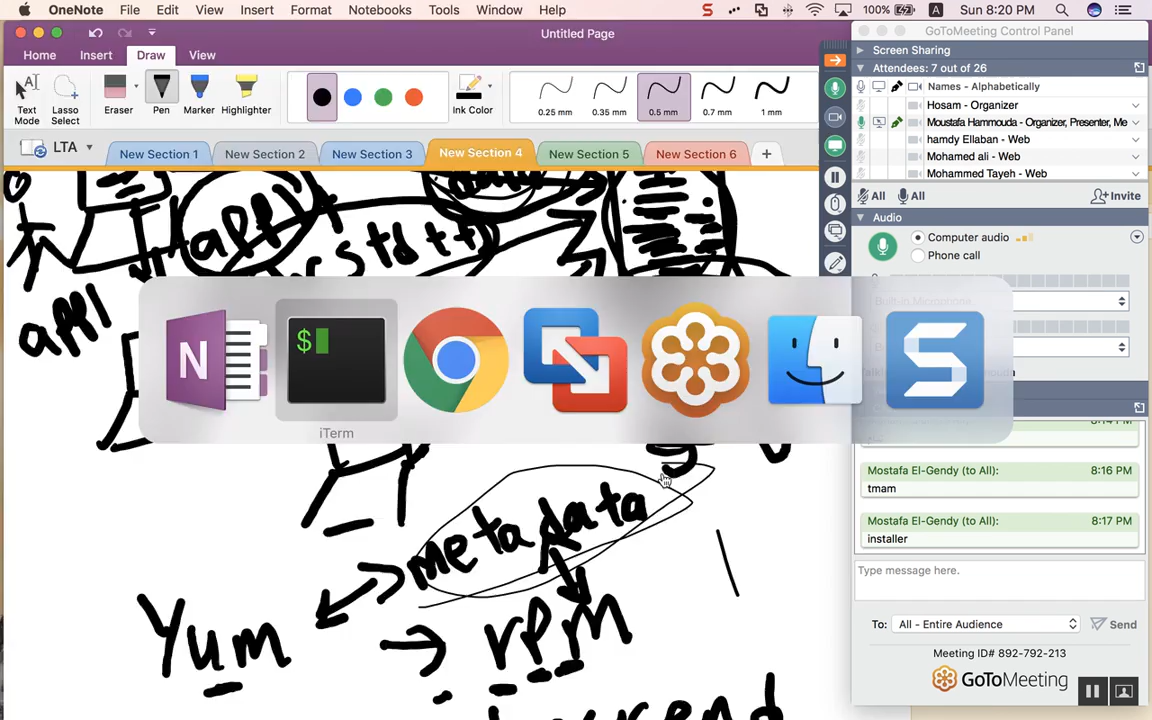 OneNote File Edit View Insert Format Notebooks Tools Window Help 100% A Sun 8:20 PM
Untitled Page
GoToMeeting Control Panel
Home Insert Draw View
Screen Sharing
Attendees: 7 out of 26
Names - Alphabetically
Hosam - Organizer
Moustafa Hammouda - Organizer, Presenter, Me
hamdy Ellaban - Web
Mohamed ali - Web
Mohammed Tayeh - Web
Text Mode
Lasso Select
Eraser
Pen
Marker
Highlighter
Ink Color
0.25 mm 0.35 mm 0.5 mm 0.7 mm 1 mm
LTA New Section 1 New Section 2 New Section 3 New Section 4 New Section 5 New Section 6 +
All All Invite
Audio
Computer audio
Phone call
appl
appl
N $ S
iTerm
Mostafa El-Gendy (to All): 8:16 PM
tmam
Mostafa El-Gendy (to All): 8:17 PM
installer
Type message here.
To: All - Entire Audience Send
Meeting ID# 892-792-213
GoToMeeting
metadata
Yum → rpm